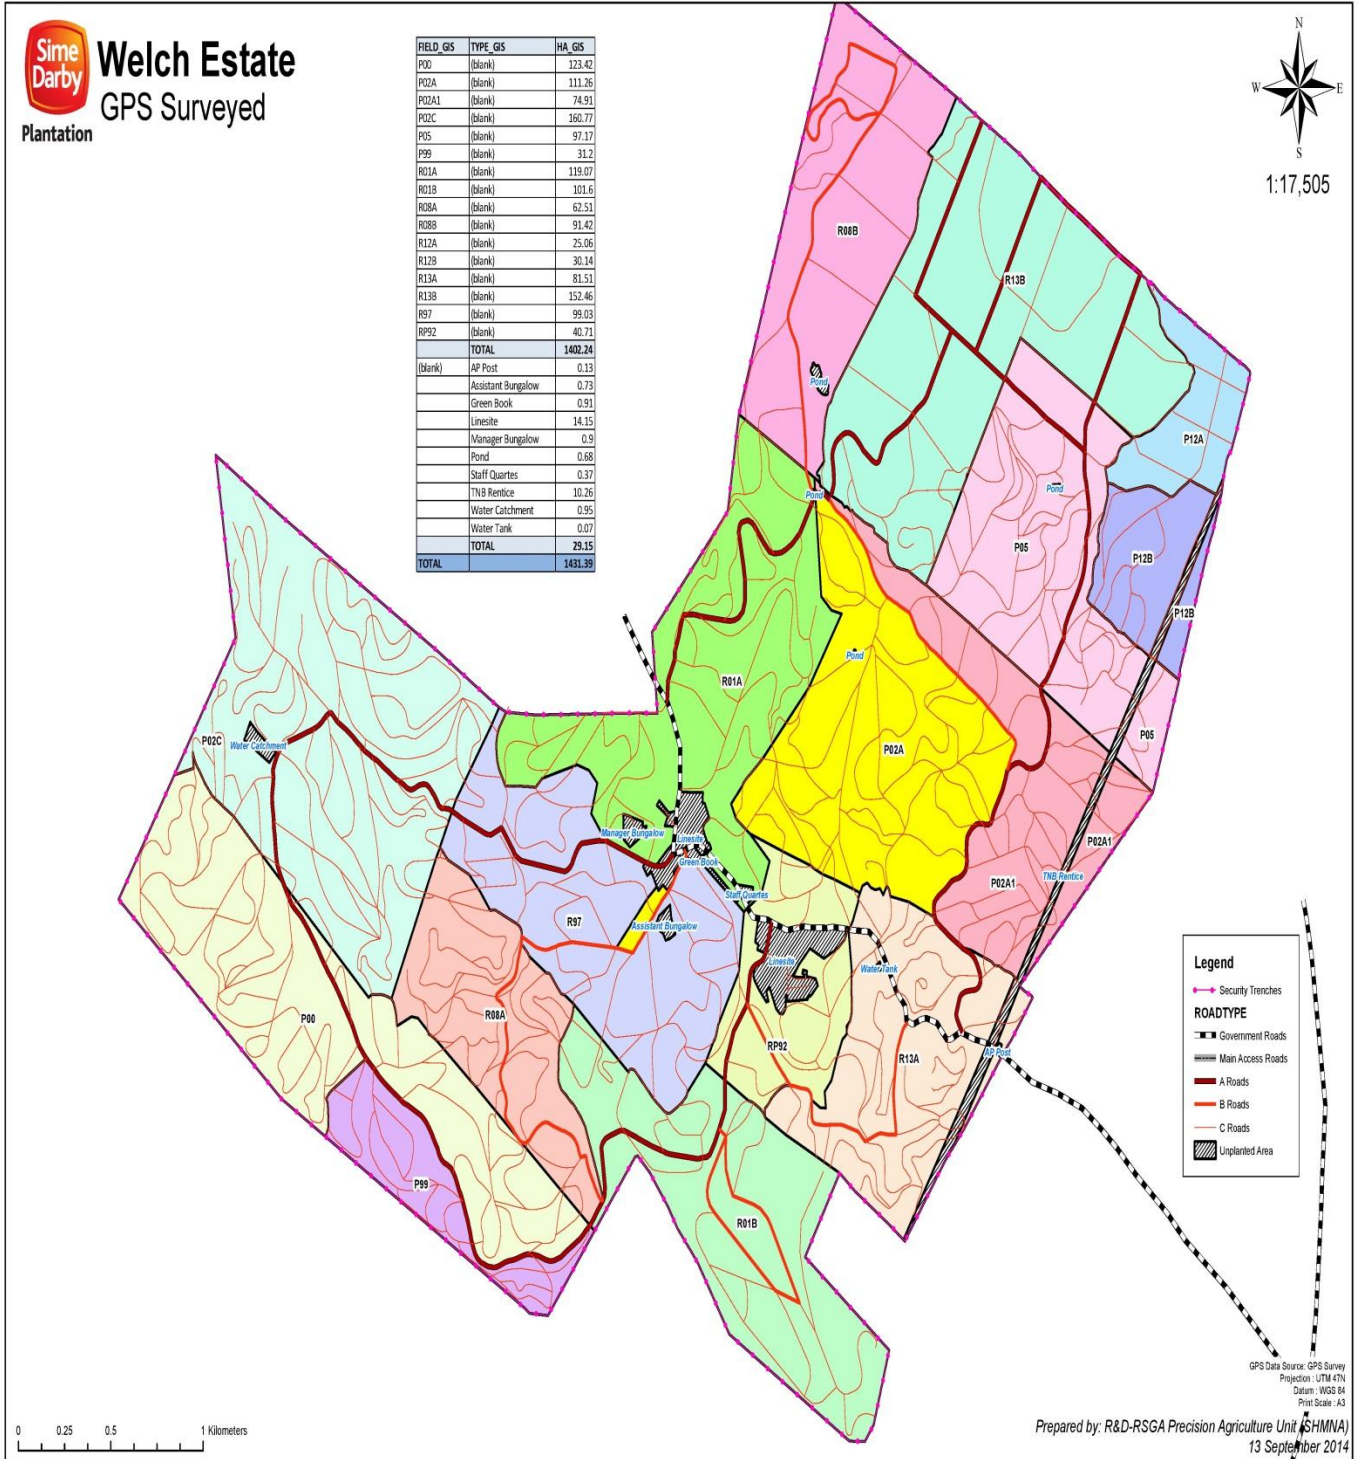 Sime
Darby
Plantation
Welch Estate
GPS Surveyed
FIELD_GIS TYPE_GIS HA_GIS
P00 (blank) 123.42
P02A (blank) 111.26
P02A1 (blank) 74.91
P02C (blank) 160.77
P05 (blank) 97.17
P99 (blank) 31.2
R01A (blank) 119.07
R01B (blank) 101.6
R08A (blank) 62.51
R08B (blank) 91.42
R12A (blank) 25.06
R12B (blank) 30.14
R13A (blank) 81.51
R13B (blank) 152.46
R97 (blank) 99.03
RP92 (blank) 40.71
TOTAL 1402.24
(blank) AP Post 0.13
Assistant Bungalow 0.73
Green Book 0.91
Linesite 14.15
Manager Bungalow 0.9
Pond 0.68
Staff Quartes 0.37
TNB Rentice 10.26
Water Catchment 0.95
Water Tank 0.07
TOTAL 29.15
TOTAL 1431.39
N
W E
S
1:17,505
R08B
R13B
Pond
P12A
Pond
Pond
P05
P12B
P12B
Pond
R01A
P02C
Water Catchment
P02A
P05
Manager Bungalow
Linesite
Green Book
P02A1
TNB Rentice
P02A1
Staff Quartes
R97
Assistant Bungalow
Linesite
Water Tank
P00
R08A
RP92
AP Post
R13A
P99
R01B
Legend
Security Trenches
ROADTYPE
Government Roads
Main Access Roads
A Roads
B Roads
C Roads
Unplanted Area
GPS Data Source: GPS Survey
Projection : UTM 47N
Datum : WGS 84
Print Scale : A3
Prepared by: R&D-RSGA Precision Agriculture Unit (SHMNA)
13 September 2014
0 0.25 0.5 1 Kilometers